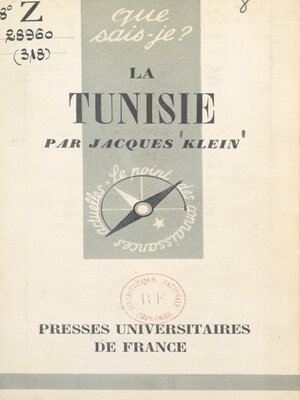 8° Z
28960
(318)
8
que
sais-je?
LA
TUNISIE
PAR JACQUES KLEIN
Le point des connaissances actuelles
PRESSES UNIVERSITAIRES
DE FRANCE